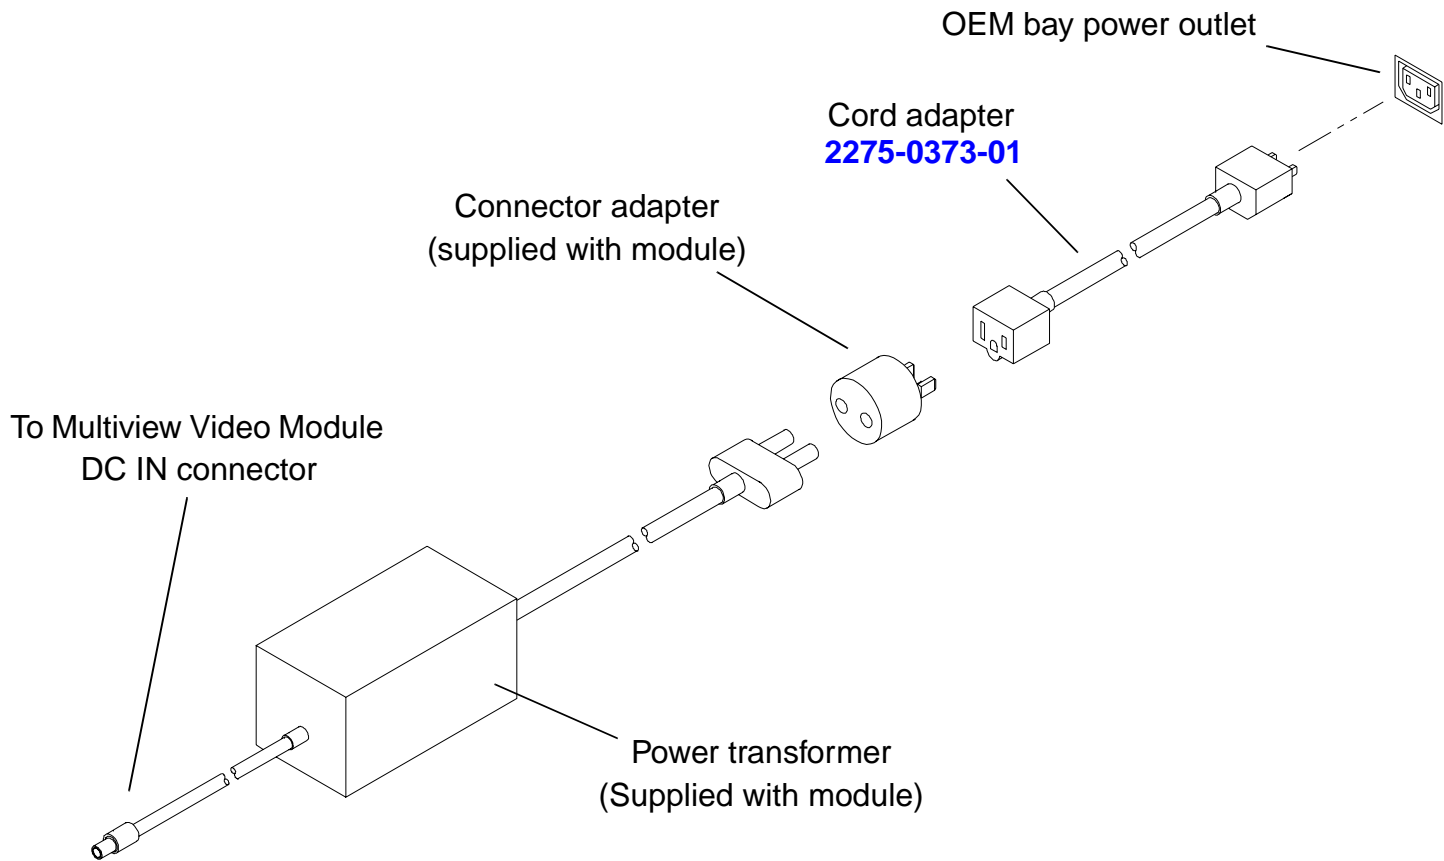 OEM bay power outlet
Cord adapter
2275-0373-01
Connector adapter
(supplied with module)
To Multiview Video Module
DC IN connector
Power transformer
(Supplied with module)